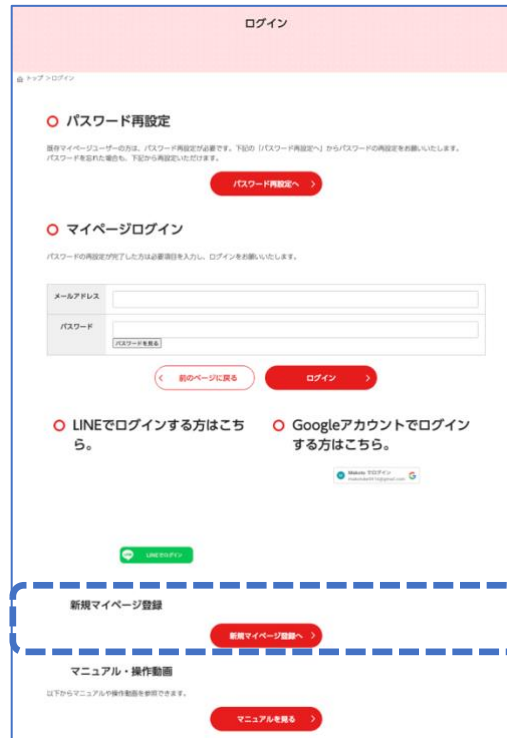 ログイン
トップ > ログイン
パスワード再設定
既存マイページユーザーの方は、パスワード再設定が必要です。下記の「パスワード再設定へ」からパスワードの再設定をお願いいたします。
パスワードを忘れた場合も、下記から再設定いただけます。
パスワード再設定へ
マイページログイン
パスワードの再設定が完了した方は必要項目を入力し、ログインをお願いいたします。
メールアドレス
パスワード
パスワードを見る
前のページに戻る
ログイン
LINEでログインする方はこち
ら。
Googleアカウントでログイン
する方はこちら。
でログイン
LINEでログイン
新規マイページ登録
新規マイページ登録へ
マニュアル・操作動画
以下からマニュアルや操作動画を参照できます。
マニュアルを見る